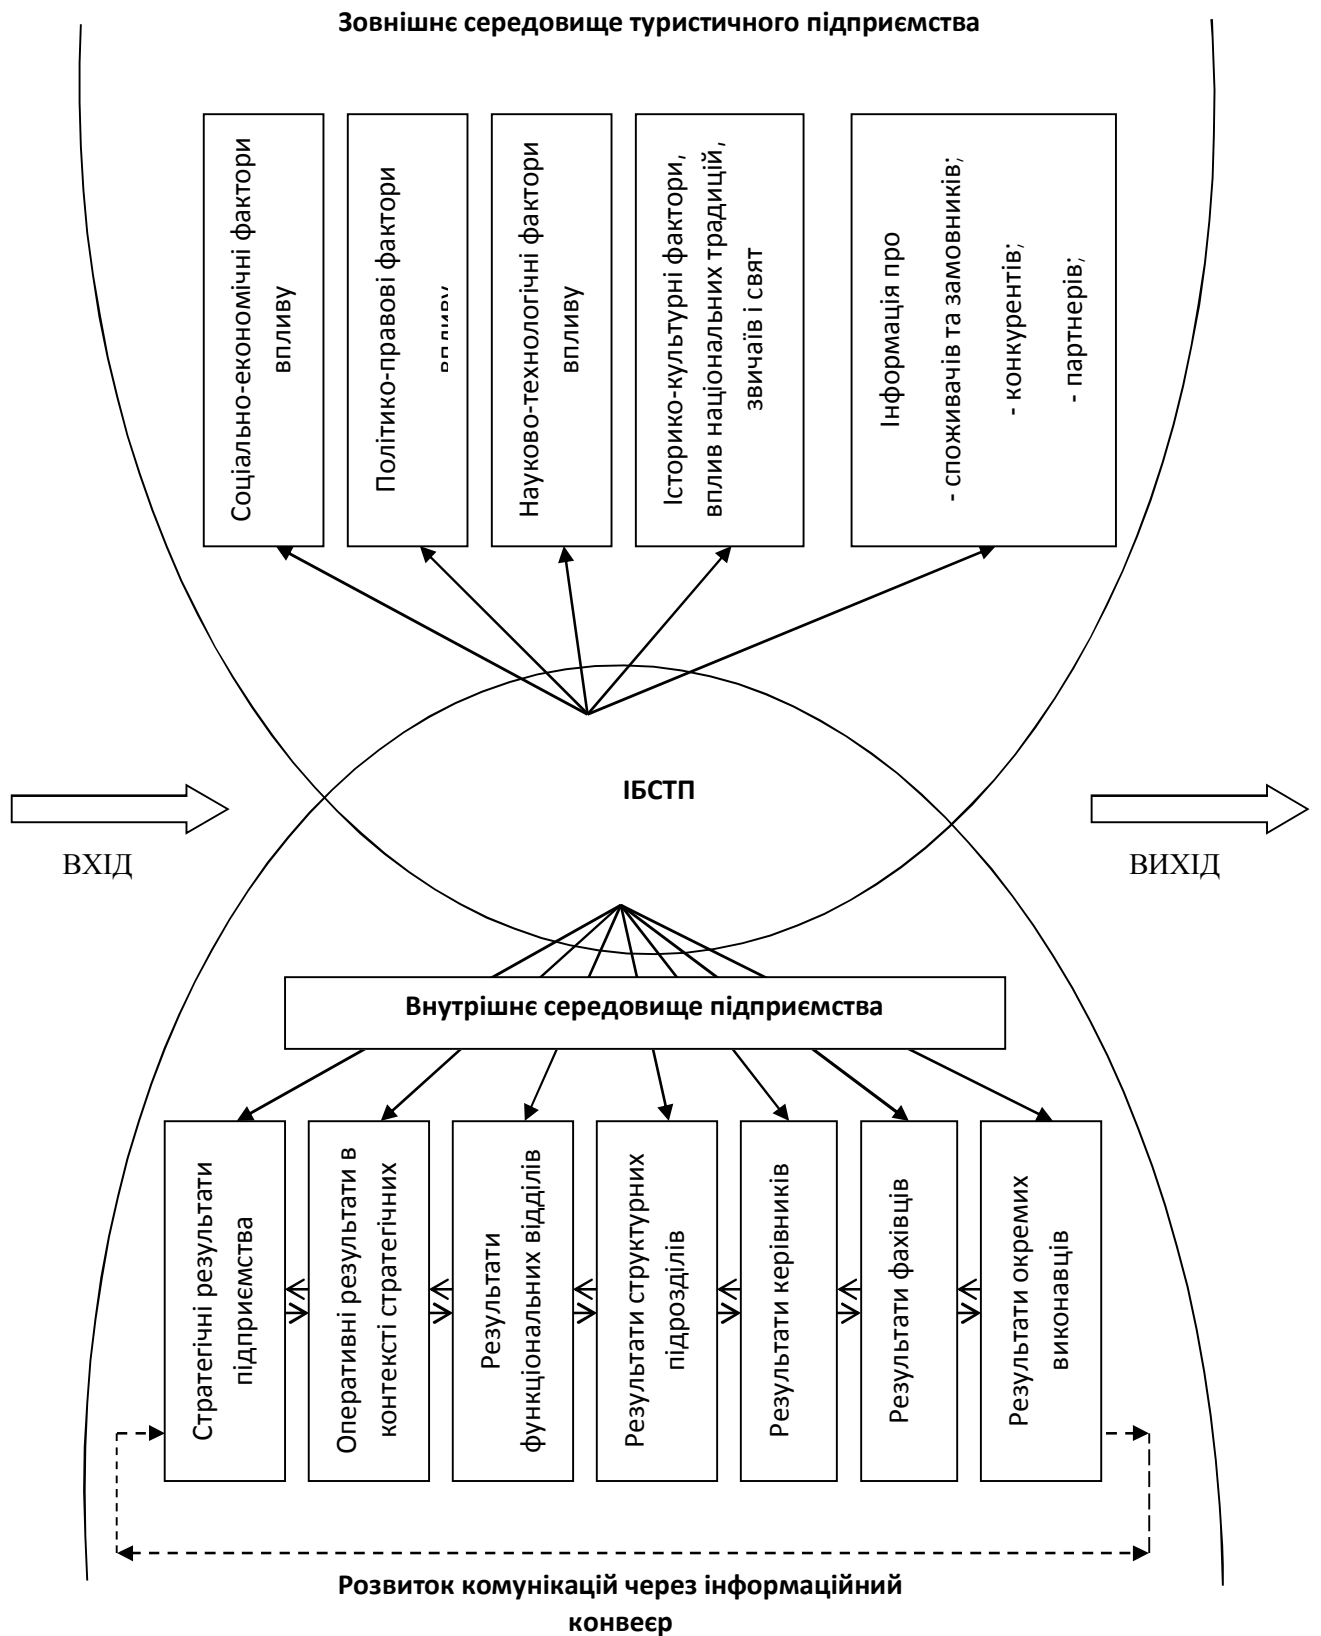 Зовнішнє середовище туристичного підприємства
Соціально-економічні фактори
впливу
Політико-правові фактори
впливу
Науково-технологічні фактори
впливу
Історико-культурні фактори,
вплив національних традицій,
звичаїв і свят
Інформація про
- споживачів та замовників;
- конкурентів;
- партнерів;
ІБСТП
ВХІД
ВИХІД
Внутрішнє середовище підприємства
Стратегічні результати
підприємства
Оперативні результати в
контексті стратегічних
Результати
функціональних відділів
Результати структурних
підрозділів
Результати керівників
Результати фахівців
Результати окремих
виконавців
Розвиток комунікацій через інформаційний
конвеєр